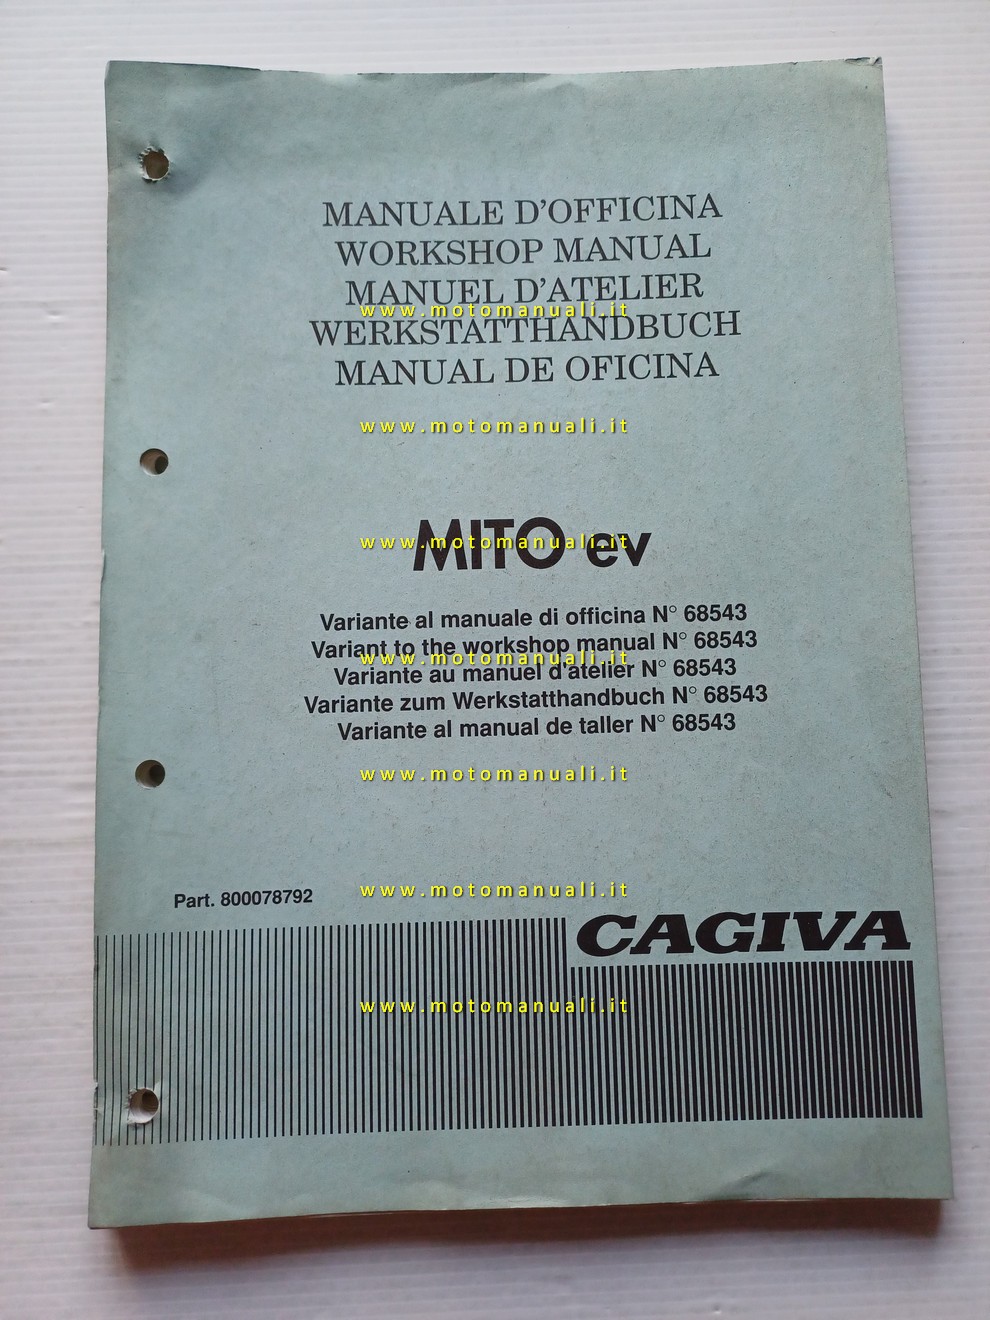 MANUALE D'OFFICINA
WORKSHOP MANUAL
MANUEL D'ATELIER
www.motomanuali.it
WERKSTATTHANDBUCH
MANUAL DE OFICINA
www.motomanuali.it
MITO ev
www.motomanuali.it
Variante al manuale di officina N° 68543
Variant to the workshop manual N° 68543
www.motomanuali.it
Variante au manuel d'atelier N° 68543
Variante zum Werkstatthandbuch N° 68543
Variante al manual de taller N° 68543
www.motomanuali.it
Part. 800078792
www.motomanuali.it
CAGIVA
www.motomanuali.it